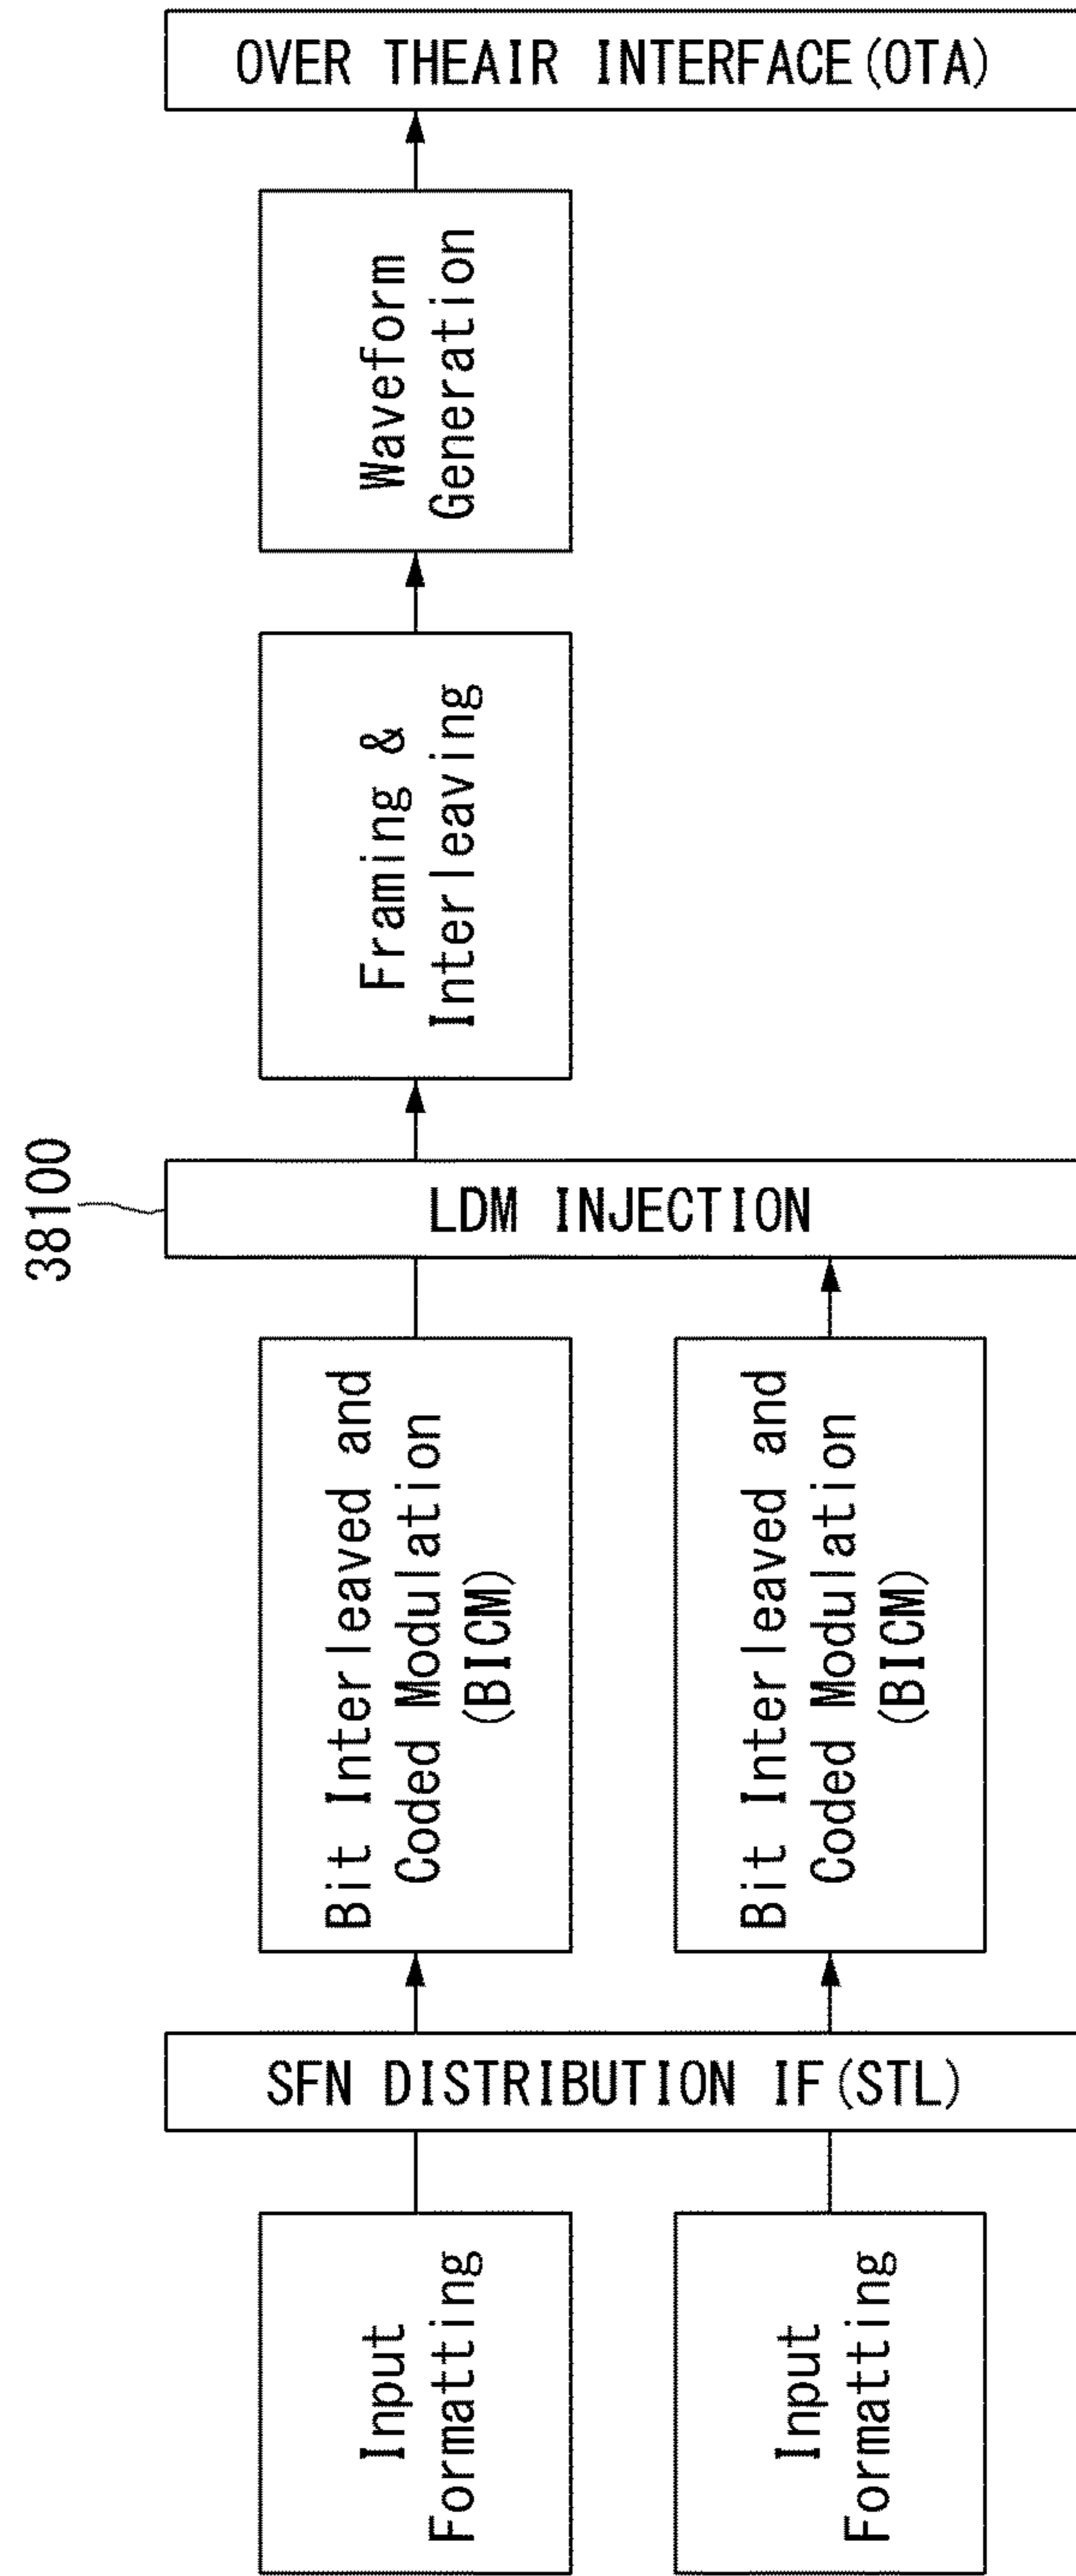 38100
Input
Formatting
Input
Formatting
SFN DISTRIBUTION IF(STL)
Bit Interleaved and
Coded Modulation
(BICM)
Bit Interleaved and
Coded Modulation
(BICM)
LDM INJECTION
Framing &
Interleaving
Waveform
Generation
OVER THEAIR INTERFACE(OTA)